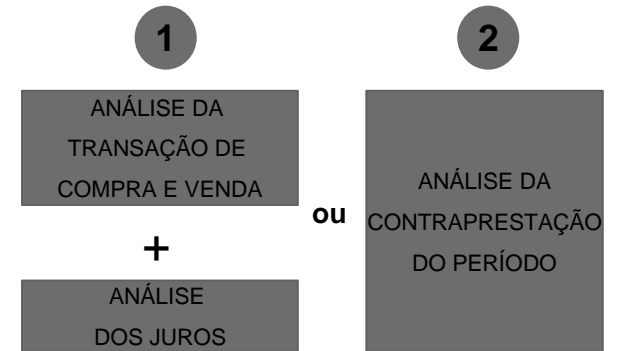 1
ANÁLISE DA
TRANSAÇÃO DE
COMPRA E VENDA
+
ANÁLISE
DOS JUROS
ou
2
ANÁLISE DA
CONTRAPRESTAÇÃO
DO PERÍODO